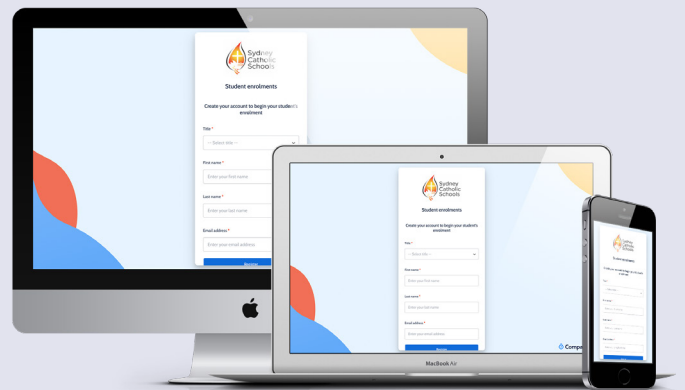 Sydney
Catholic
Schools
Student enrolments
Create your account to begin your student's
enrolment
Title *
-- Select title --
First name *
Enter your first name
Last name *
Enter your last name
Email address *
Enter your email address
Register
Sydney
Catholic
Schools
Student enrolments
Create your account to begin your student's
enrolment
Title *
-- Select title --
First name *
Enter your first name
Last name *
Enter your last name
Email address *
Enter your email address
Compa
MacBook Air
Sydney
Catholic
Schools
Student enrolments